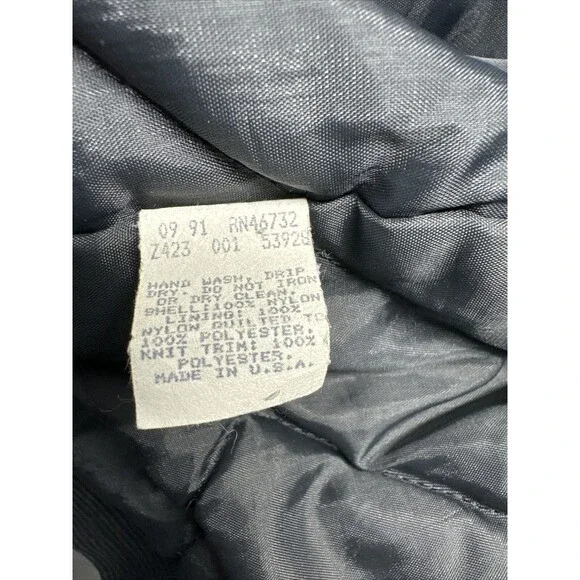 09 91 RN46732
Z423 001 53928
HAND WASH, DRIP
DRY. DO NOT IRON
OR DRY CLEAN.
SHELL:100% NYLON
LINING: 100%
NYLON QUILTED TO
100% POLYESTER.
KNIT TRIM: 100%
POLYESTER.
MADE IN U.S.A.